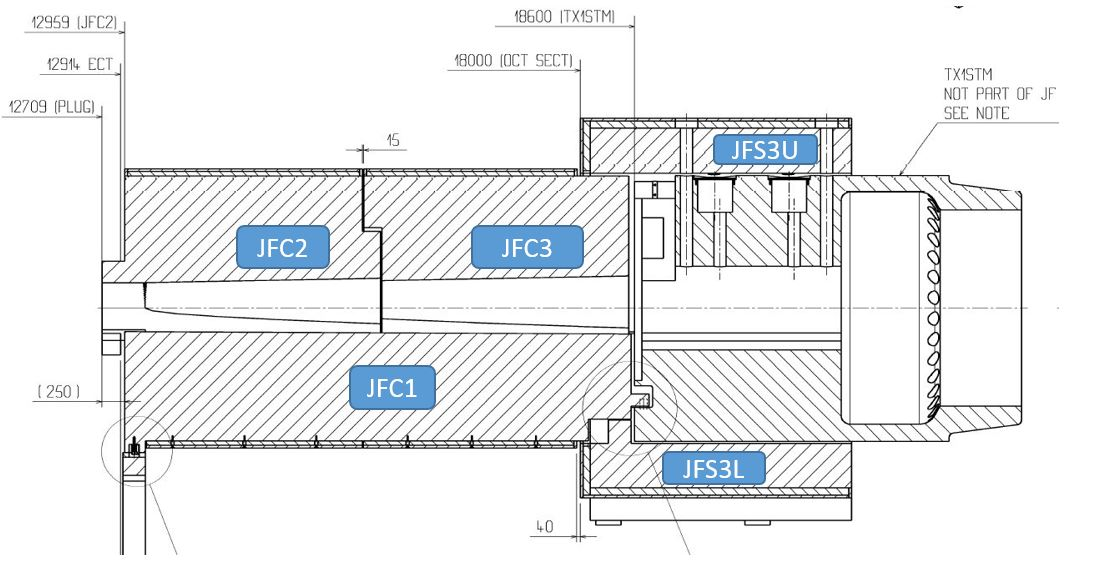 18600 (TX1STM)
12959 (JFC2)
18000 (OCT SECT)
12914 ECT
TX1STM
NOT PART OF JF
SEE NOTE
12709 (PLUG)
15
JFS3U
JFC2
JFC3
JFC1
(250)
JFS3L
40